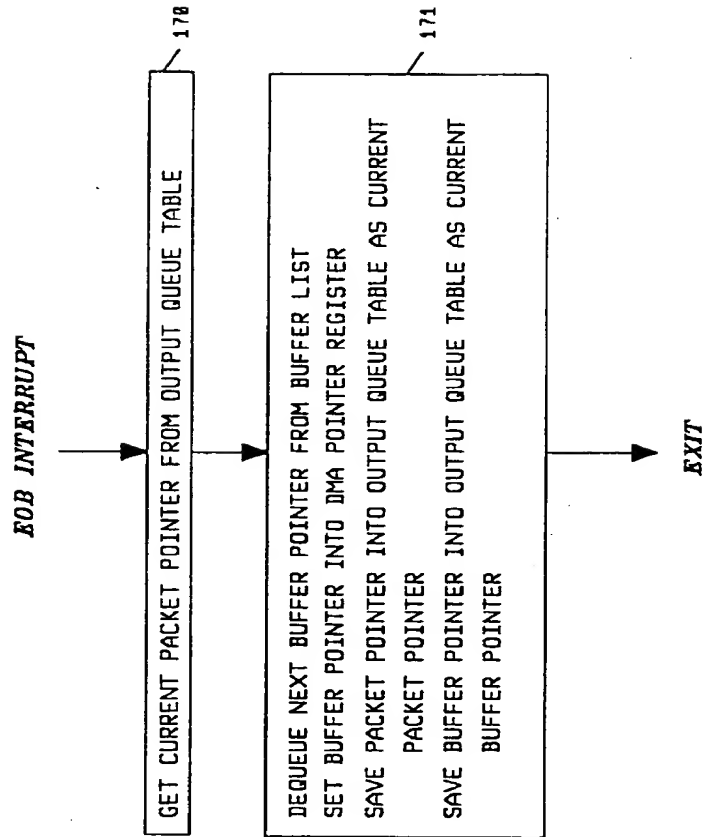 EOB INTERRUPT
GET CURRENT PACKET POINTER FROM OUTPUT QUEUE TABLE
170
DEQUEUE NEXT BUFFER POINTER FROM BUFFER LIST
SET BUFFER POINTER INTO DMA POINTER REGISTER
SAVE PACKET POINTER INTO OUTPUT QUEUE TABLE AS CURRENT
PACKET POINTER
SAVE BUFFER POINTER INTO OUTPUT QUEUE TABLE AS CURRENT
BUFFER POINTER
171
EXIT